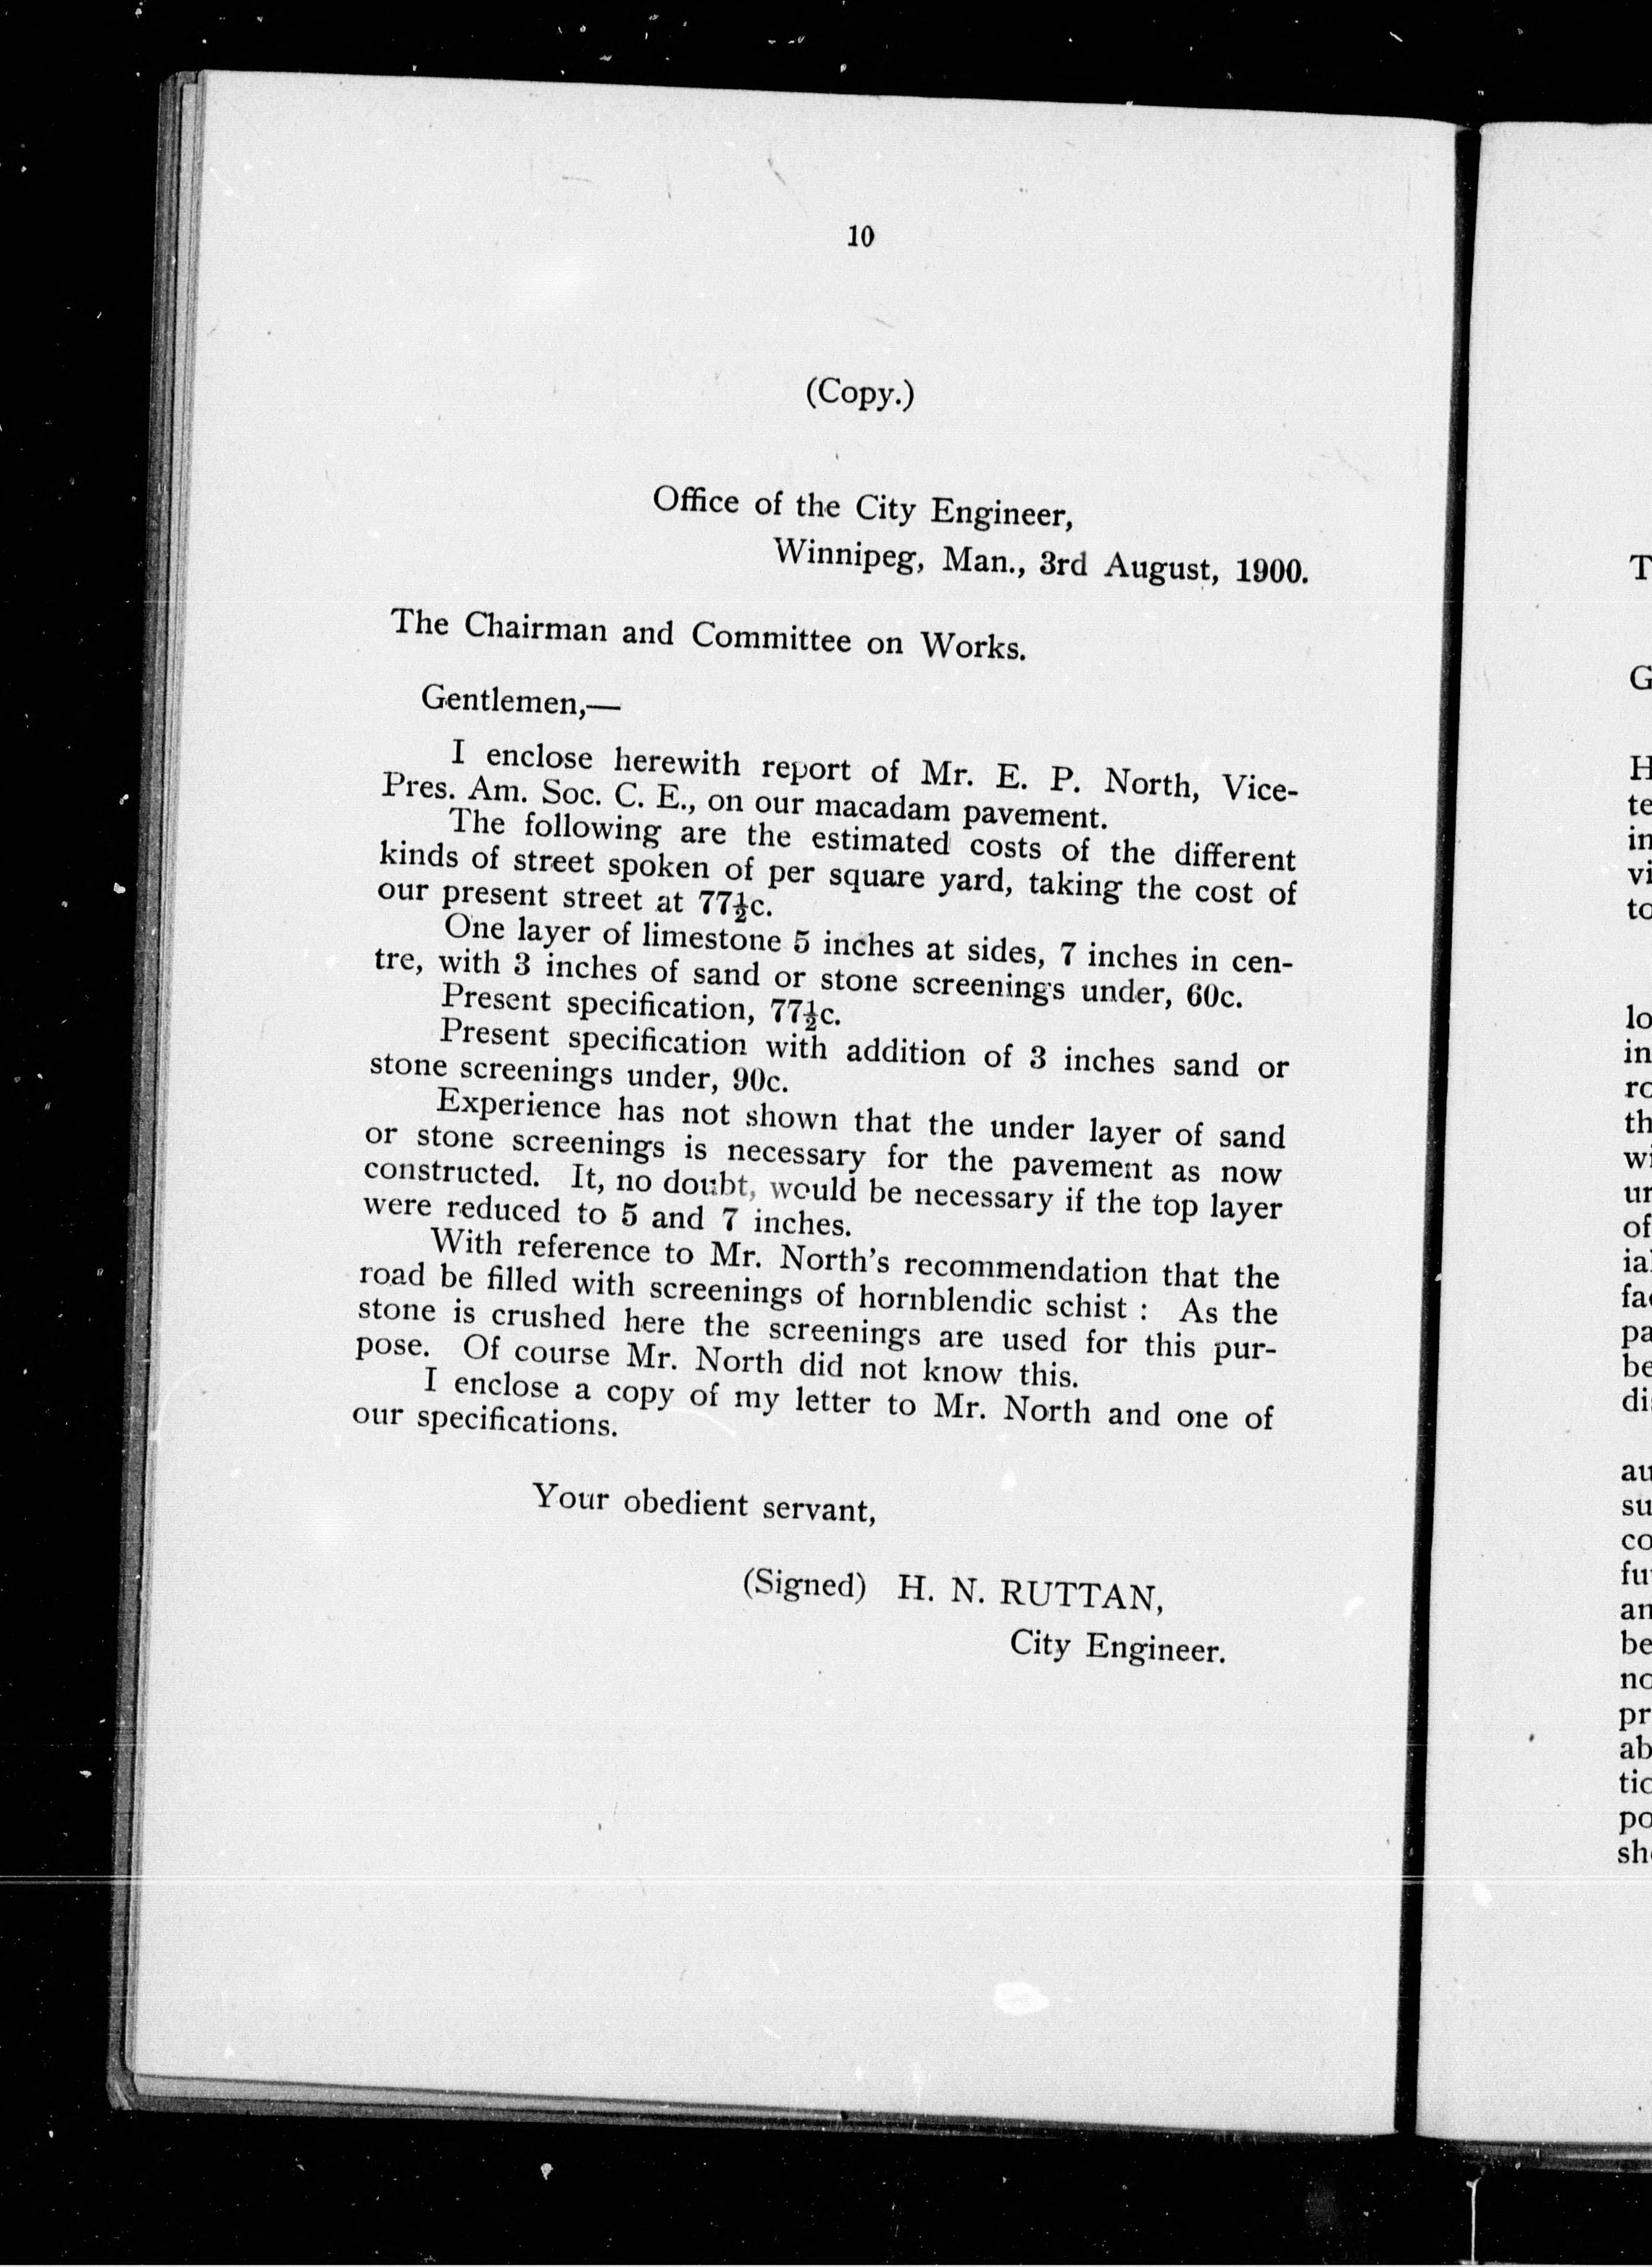 10
(Copy.)
Office of the City Engineer,
Winnipeg, Man., 3rd August, 1900.
The Chairman and Committee on Works.
Gentlemen,—
I enclose herewith report of Mr. E. P. North, Vice-
Pres. Am. Soc. C. E., on our macadam pavement.
The following are the estimated costs of the different
kinds of street spoken of per square yard, taking the cost of
our present street at 77½c.
One layer of limestone 5 inches at sides, 7 inches in cen-
tre, with 3 inches of sand or stone screenings under, 60c.
Present specification, 77½c.
Present specification with addition of 3 inches sand or
stone screenings under, 90c.
Experience has not shown that the under layer of sand
or stone screenings is necessary for the pavement as now
constructed. It, no doubt, would be necessary if the top layer
were reduced to 5 and 7 inches.
With reference to Mr. North's recommendation that the
road be filled with screenings of hornblendic schist : As the
stone is crushed here the screenings are used for this pur-
pose. Of course Mr. North did not know this.
I enclose a copy of my letter to Mr. North and one of
our specifications.
Your obedient servant,
(Signed) H. N. RUTTAN,
City Engineer.